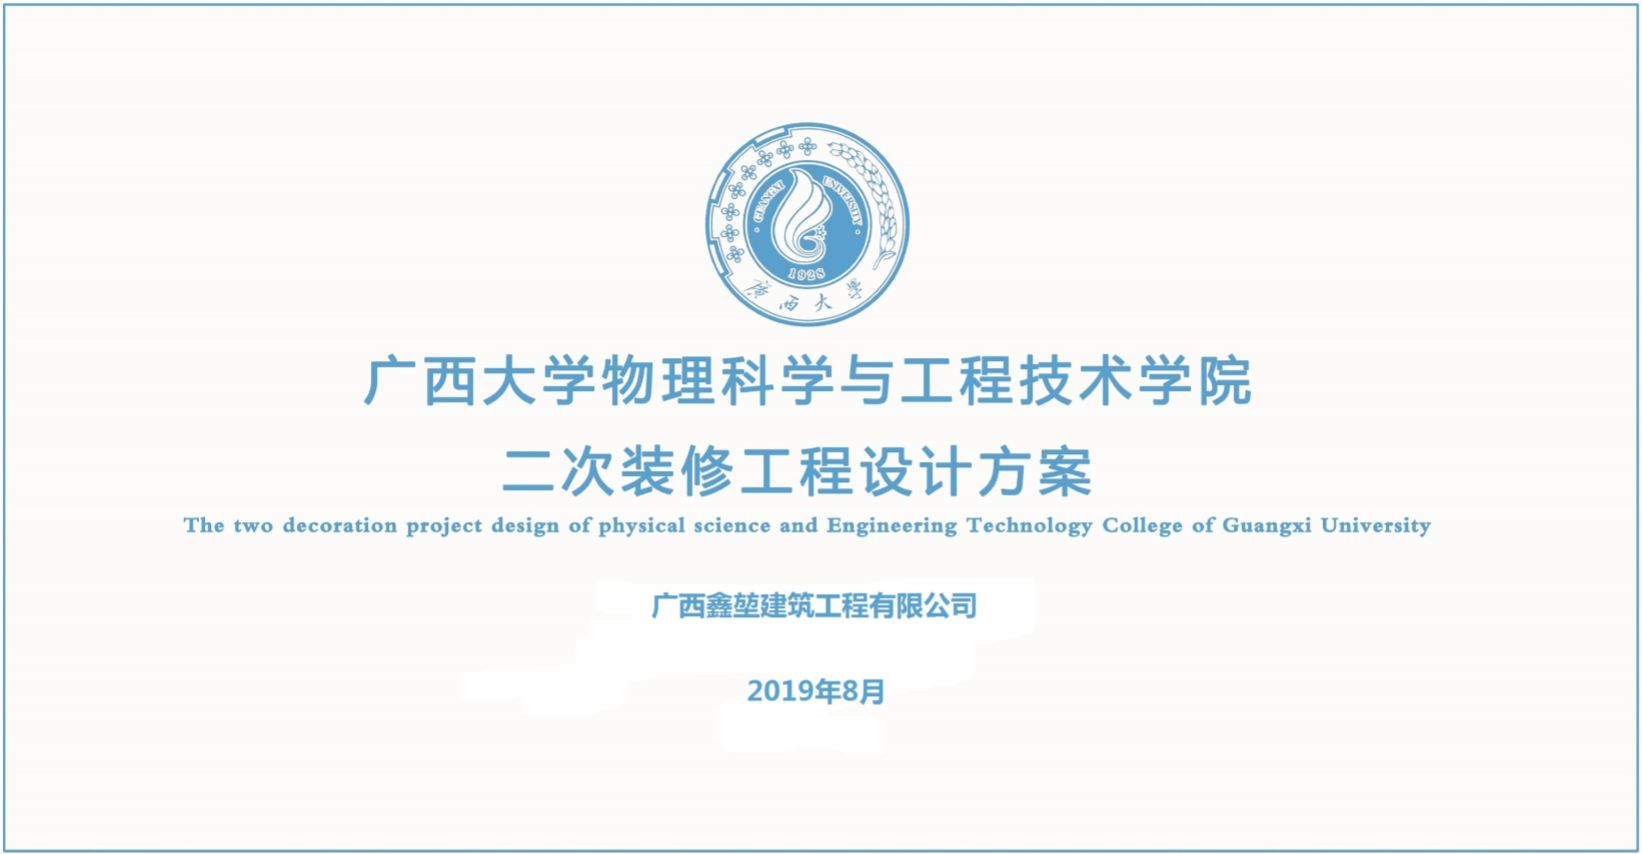 GUANGXI UNIVERSITY
1928
廣西大學
广西大学物理科学与工程技术学院
二次装修工程设计方案
The two decoration project design of physical science and Engineering Technology College of Guangxi University
广西鑫堃建筑工程有限公司
2019年8月